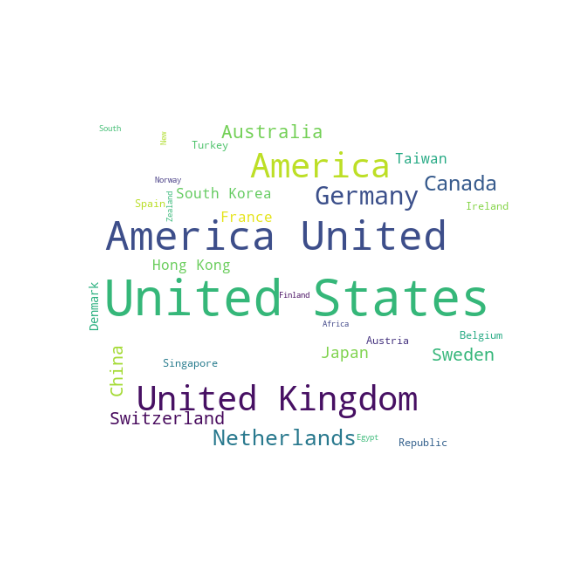 South
New
Australia
Turkey
America
Taiwan
Norway
Canada
South Korea
Germany
Spain
Zealand
Ireland
France
America United
Hong Kong
United States
Finland
Denmark
Africa
Belgium
Austria
Japan
Sweden
China
Singapore
United Kingdom
Switzerland
Netherlands
Egypt
Republic